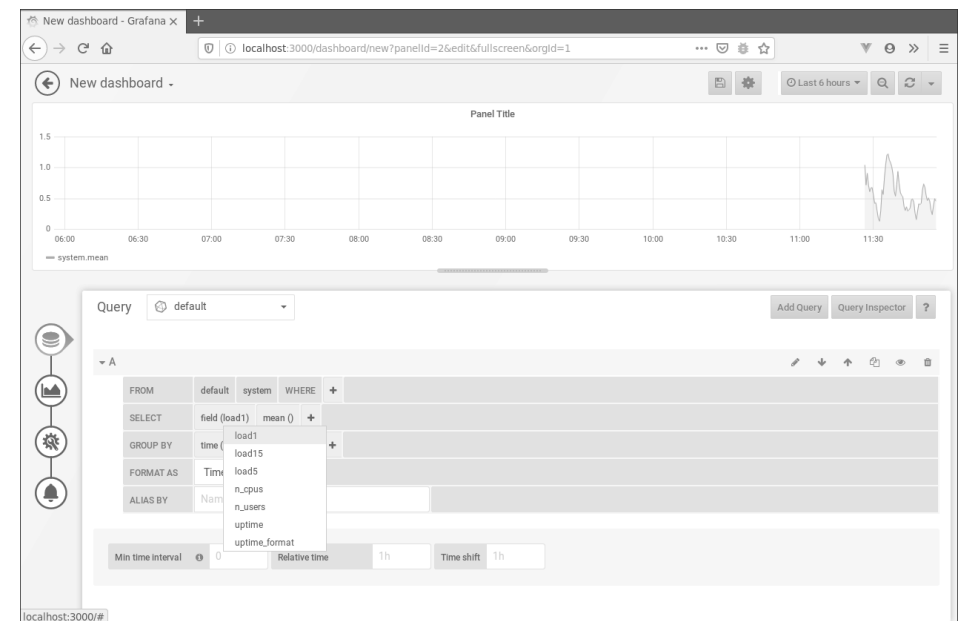 New dashboard - Grafana × +
localhost:3000/dashboard/new?panelId=2&edit&fullscreen&orgId=1
New dashboard
Last 6 hours
Panel Title
1.5
1.0
0.5
0
06:00 06:30 07:00 07:30 08:00 08:30 09:00 09:30 10:00 10:30 11:00 11:30
system.mean
Query default Add Query Query Inspector ?
A
FROM default system WHERE +
SELECT field (load1) mean () +
GROUP BY time ( +
FORMAT AS Time
ALIAS BY Nam
load1
load15
load5
n_cpus
n_users
uptime
uptime_format
Min time interval 0 Relative time 1h Time shift 1h
localhost:3000/#